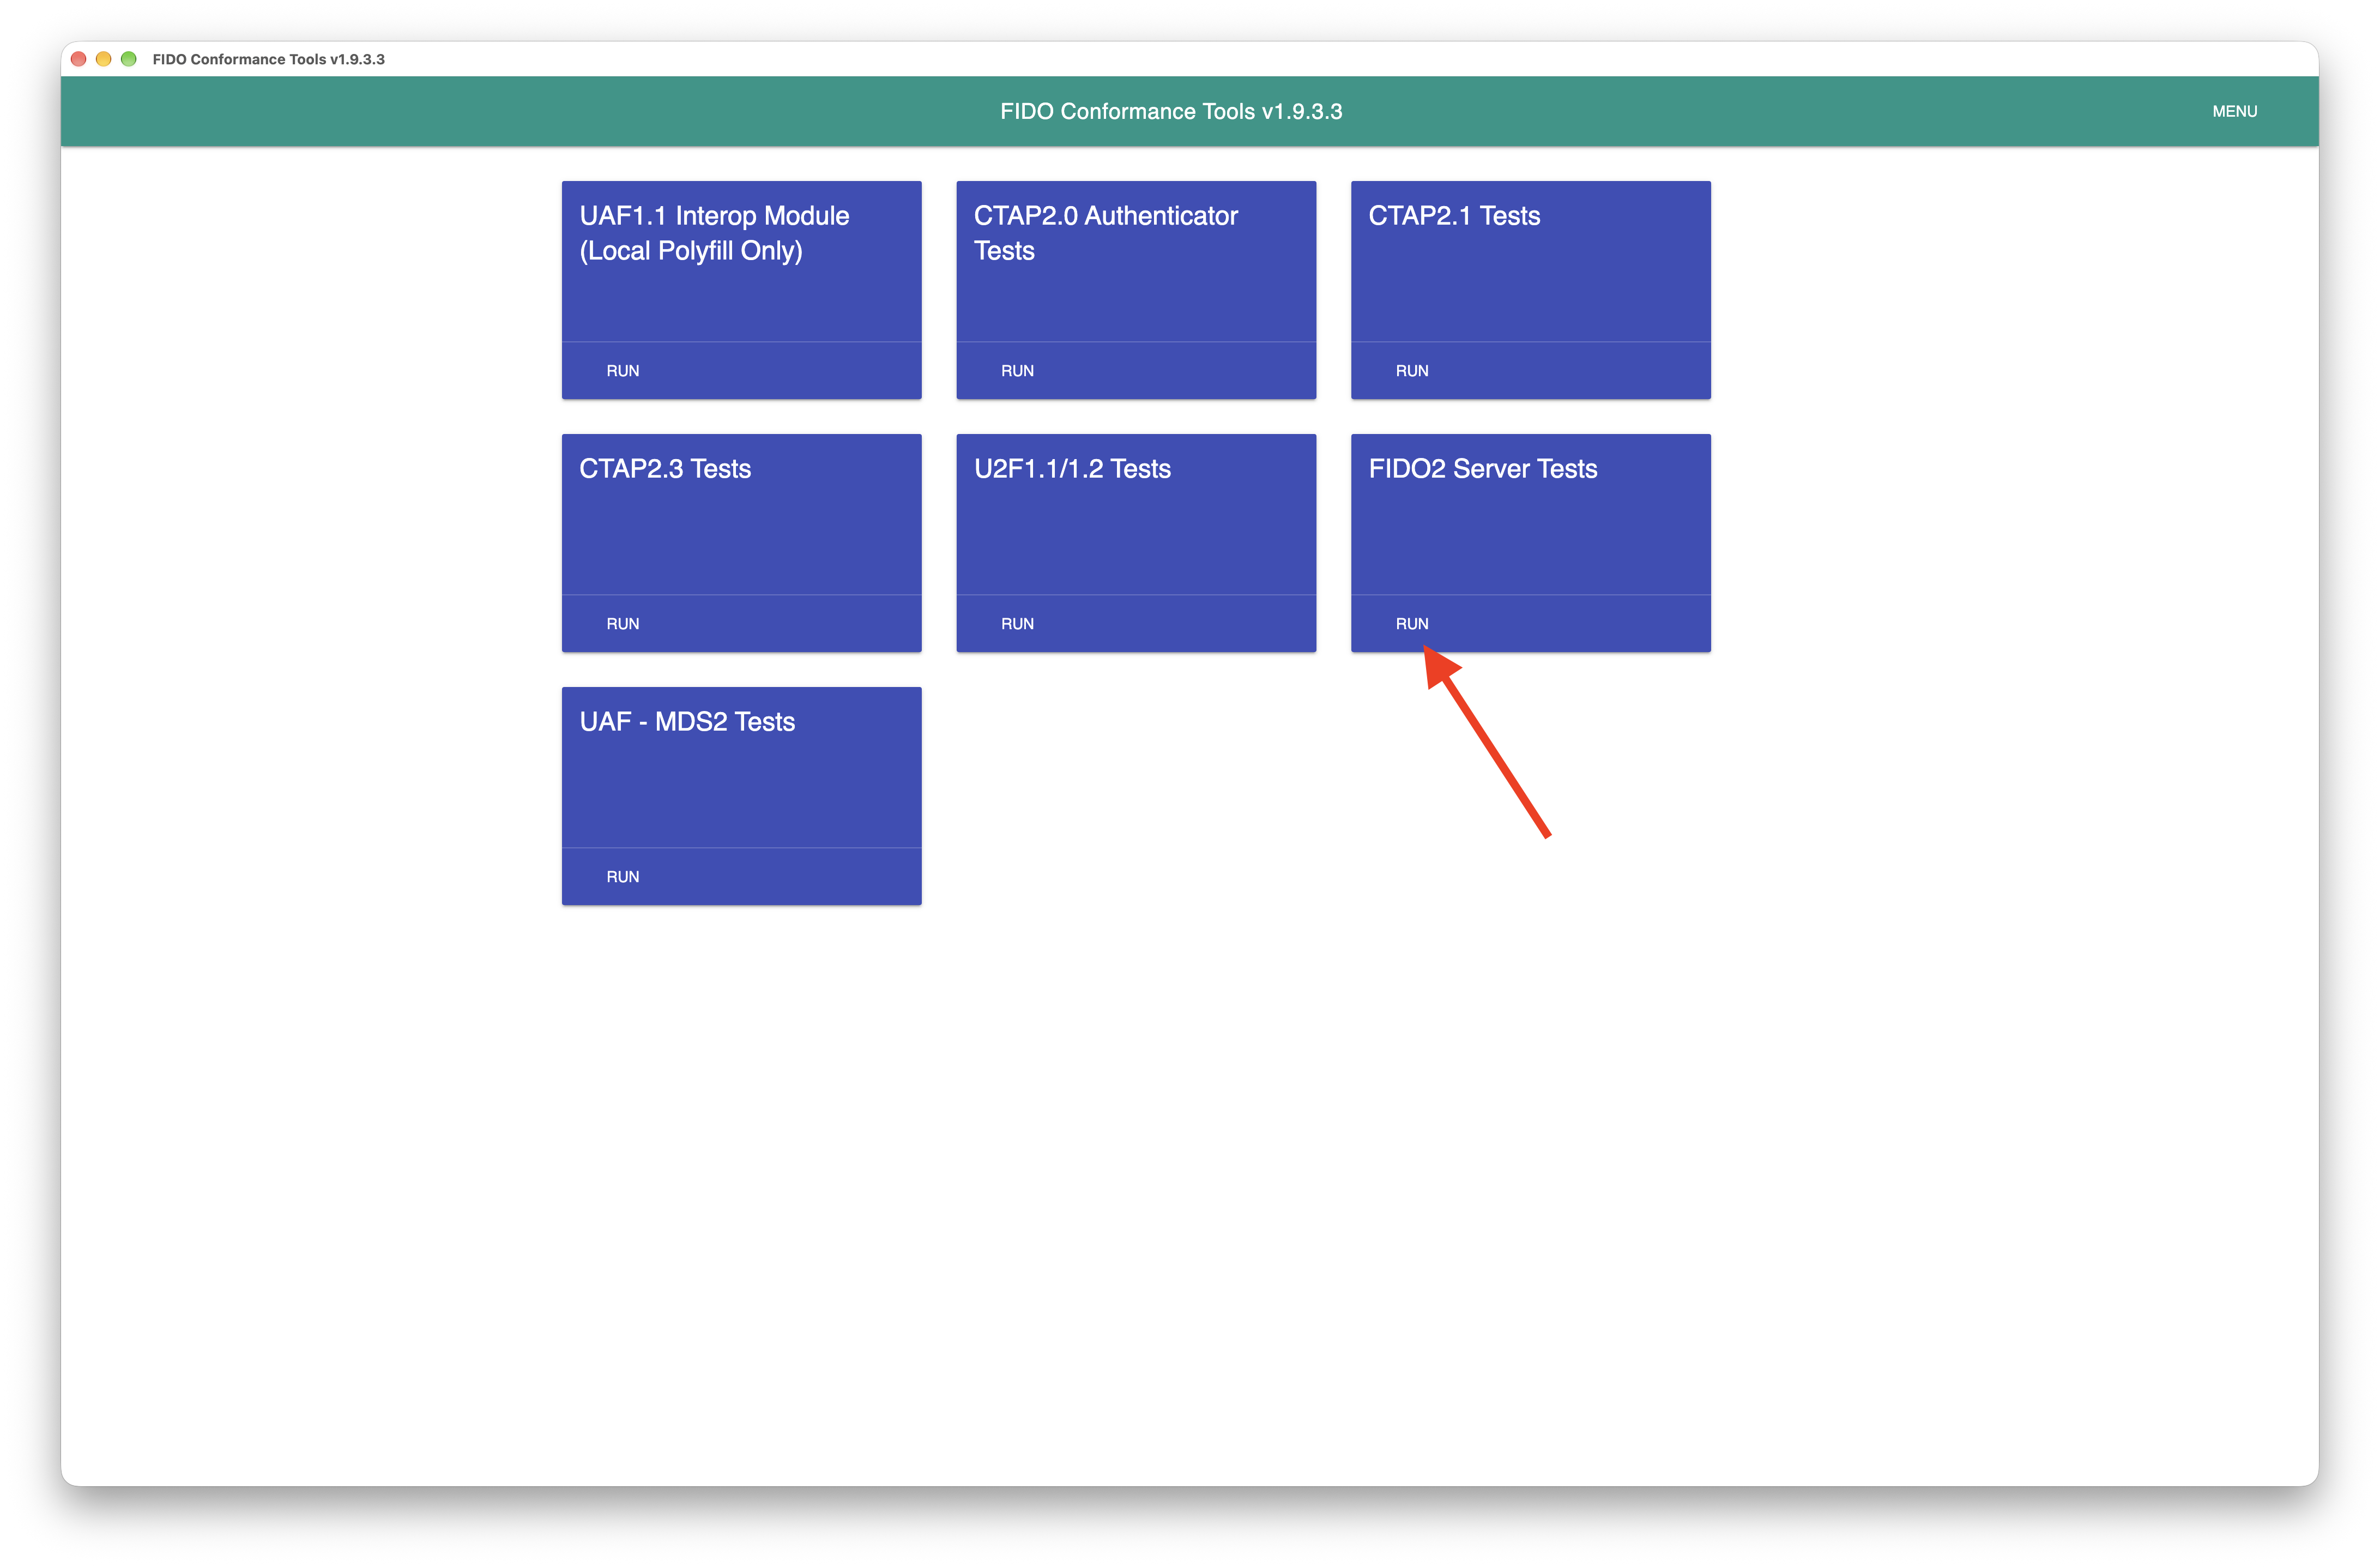 FIDO Conformance Tools v1.9.3.3
FIDO Conformance Tools v1.9.3.3
MENU
UAF1.1 Interop Module
(Local Polyfill Only)
RUN
CTAP2.0 Authenticator
Tests
RUN
CTAP2.1 Tests
RUN
CTAP2.3 Tests
RUN
U2F1.1/1.2 Tests
RUN
FIDO2 Server Tests
RUN
UAF - MDS2 Tests
RUN